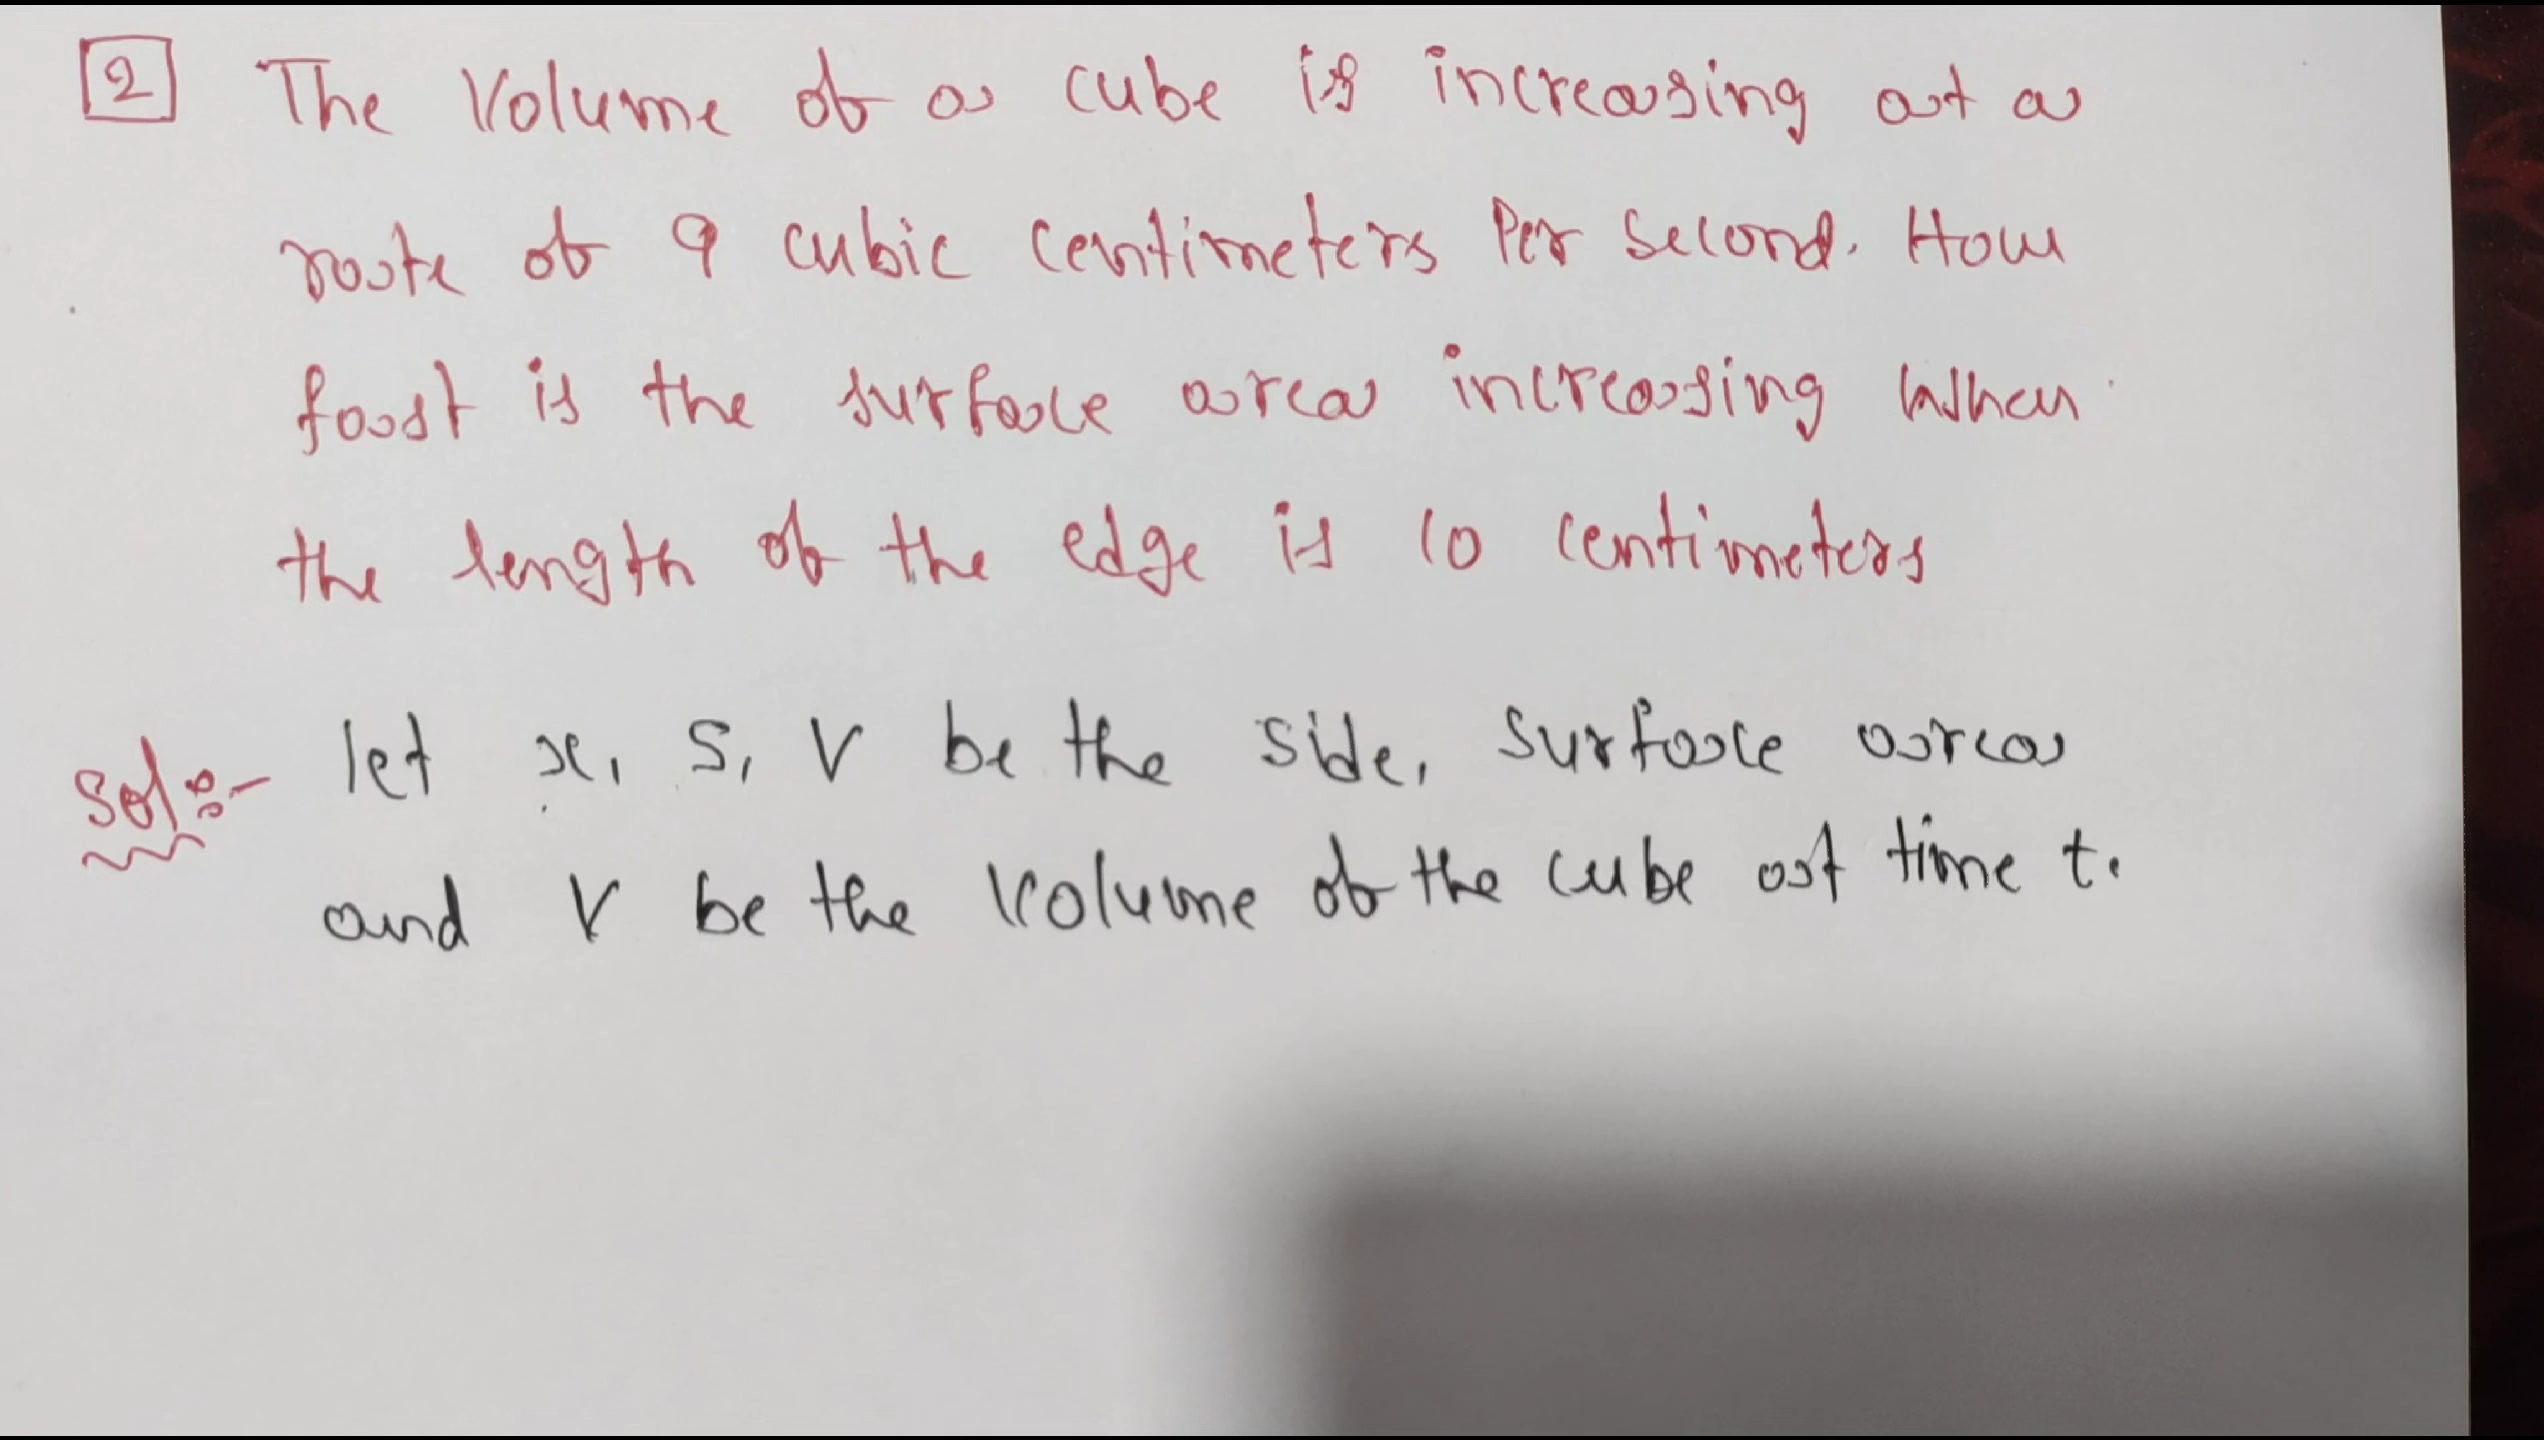 2 The Volume of a cube is increasing at a
rate of 9 cubic centimeters Per Second. How
fast is the surface area increasing when
the length of the edge is 10 centimeters
Sol:- let x, S, V be the side, Surface area
and V be the Volume of the cube at time t.